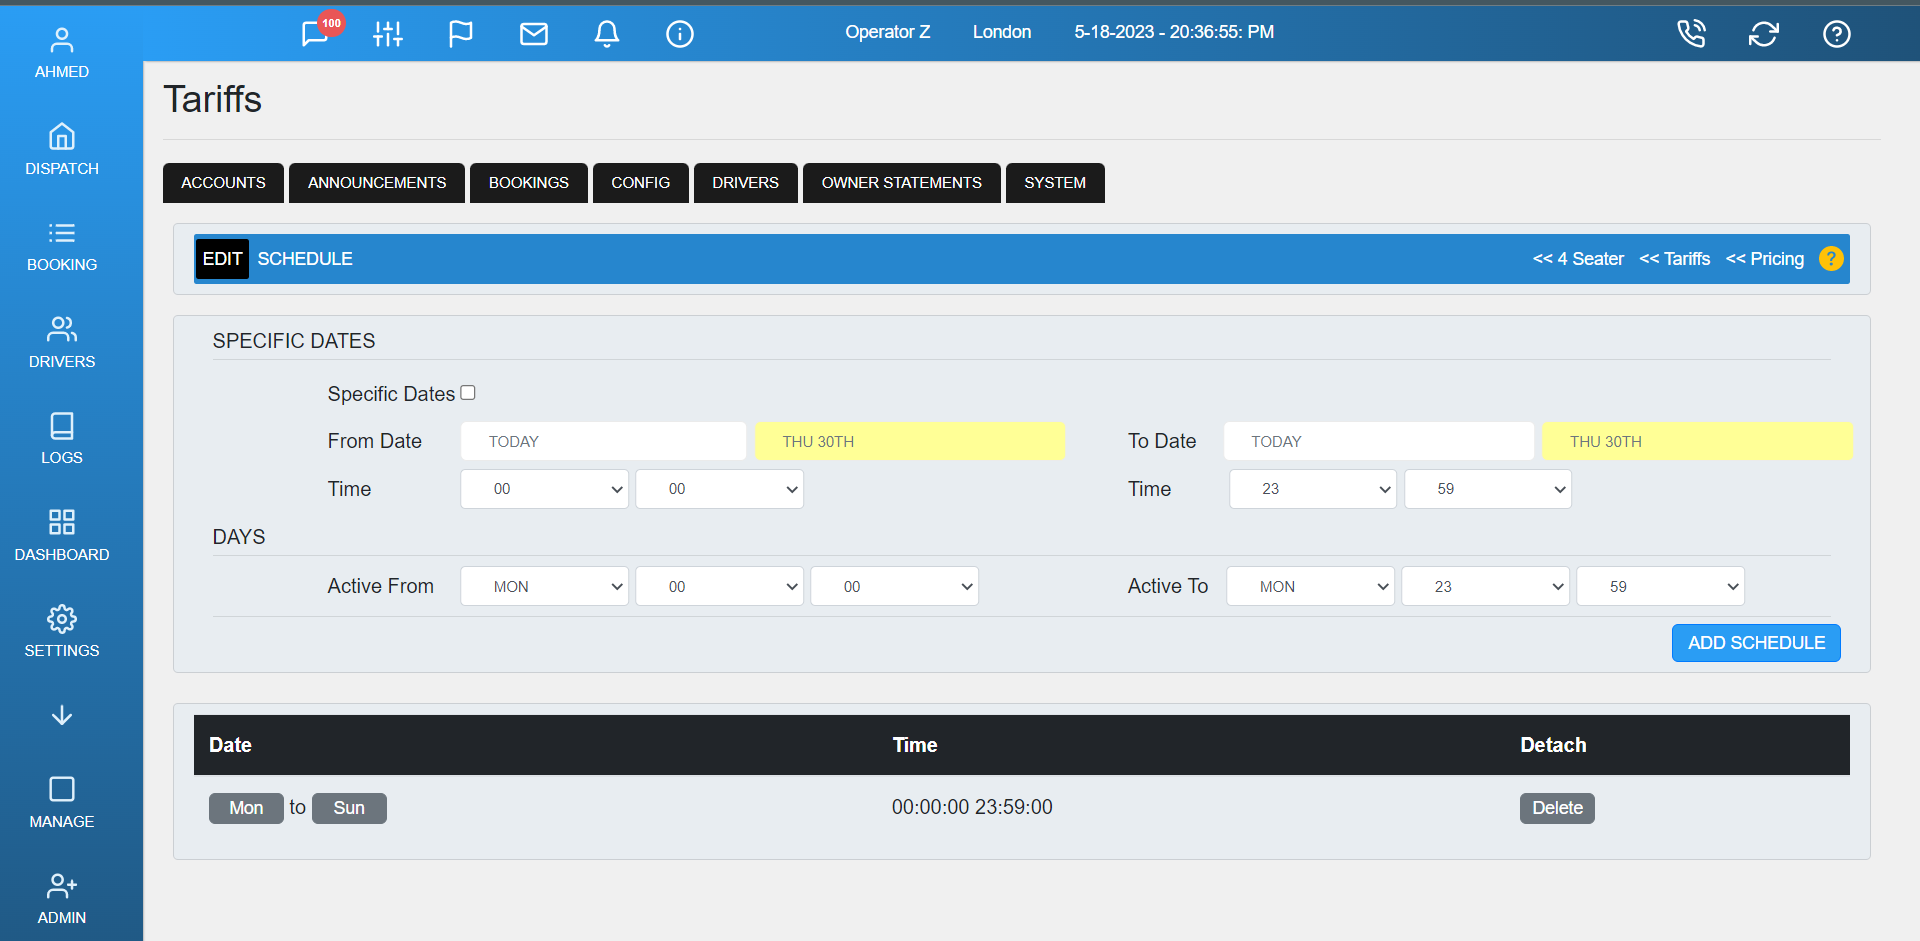 100
Operator Z London 5-18-2023 - 20:36:55: PM
AHMED
DISPATCH
BOOKING
DRIVERS
LOGS
DASHBOARD
SETTINGS
MANAGE
ADMIN
Tariffs
ACCOUNTS ANNOUNCEMENTS BOOKINGS CONFIG DRIVERS OWNER STATEMENTS SYSTEM
EDIT SCHEDULE << 4 Seater << Tariffs << Pricing ?
SPECIFIC DATES
Specific Dates
From Date TODAY THU 30TH To Date TODAY THU 30TH
Time 00 00 Time 23 59
DAYS
Active From MON 00 00 Active To MON 23 59
ADD SCHEDULE
Date Time Detach
Mon to Sun 00:00:00 23:59:00 Delete